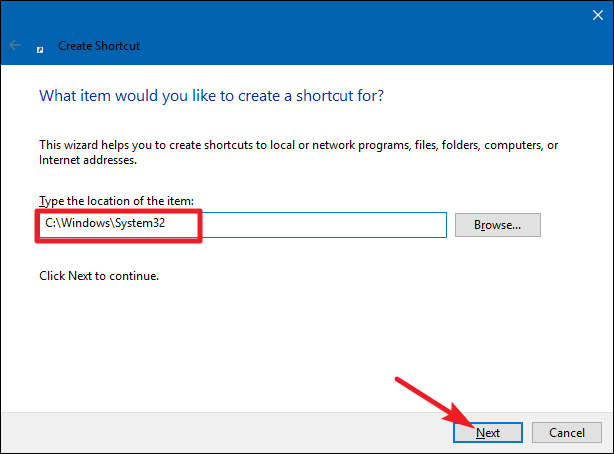 Create Shortcut
What item would you like to create a shortcut for?
This wizard helps you to create shortcuts to local or network programs, files, folders, computers, or
Internet addresses.
Type the location of the item:
C:\Windows\System32
Browse...
Click Next to continue.
Next
Cancel